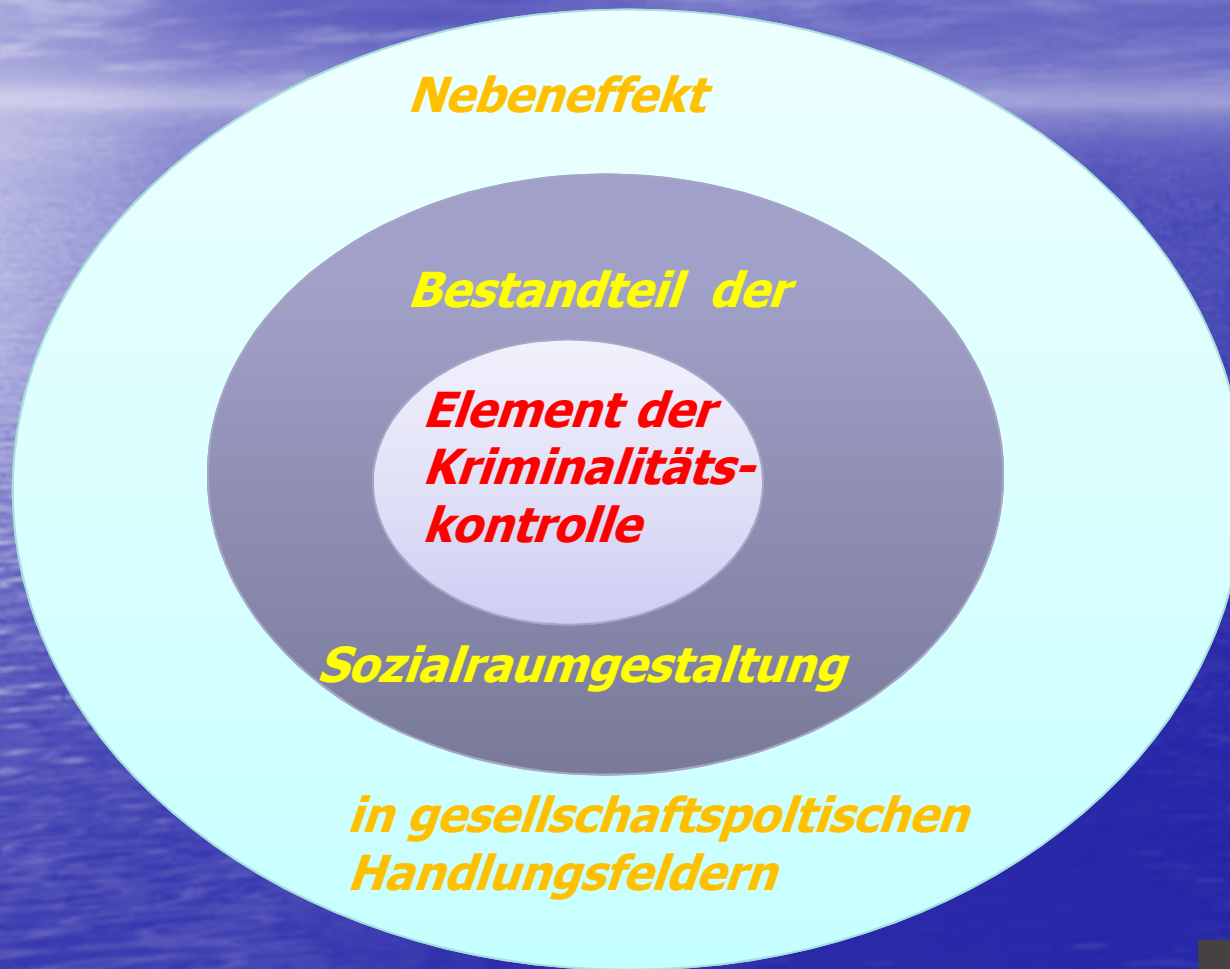 Nebeneffekt
Bestandteil der
Element der
Kriminalitäts-
kontrolle
Sozialraumgestaltung
in gesellschaftspoltischen
Handlungsfeldern